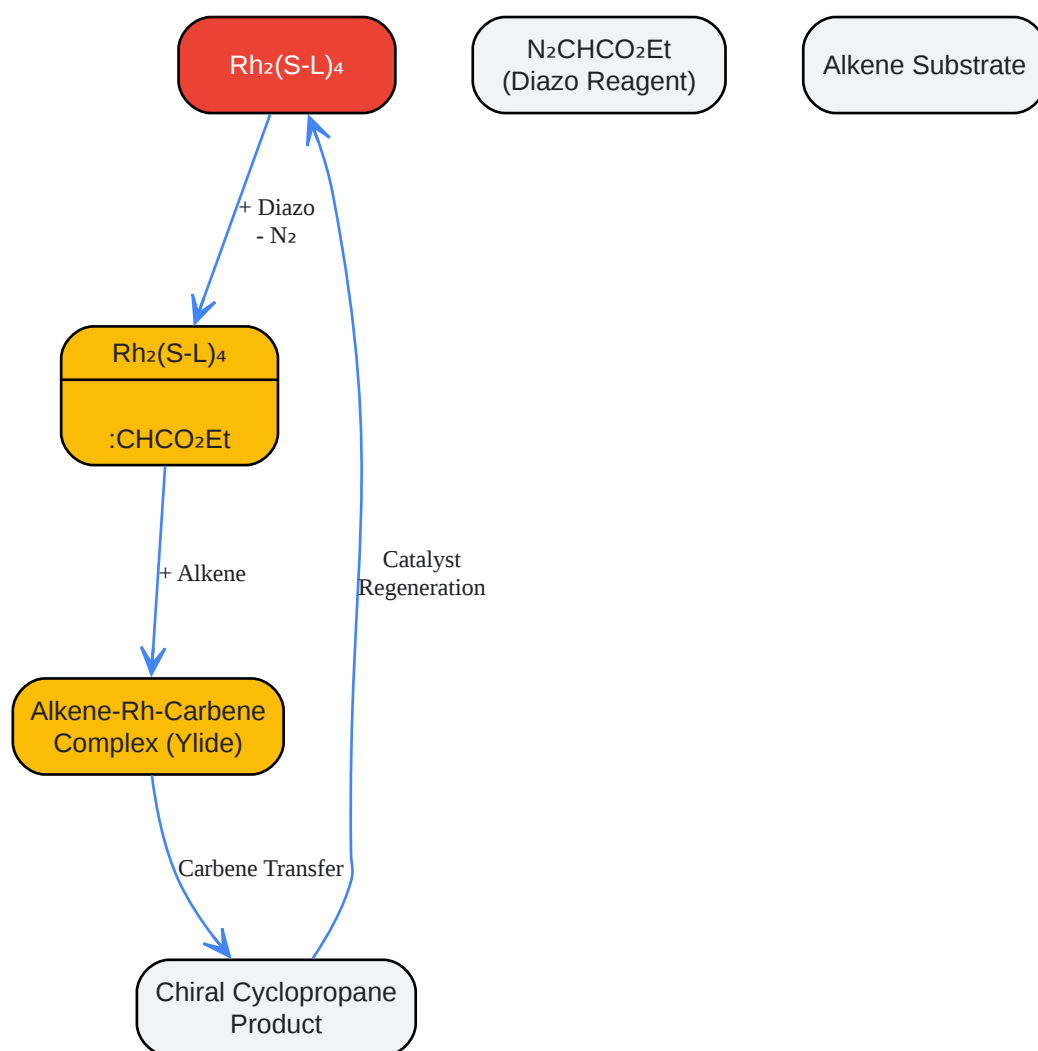 Rh₂(S-L)₄
N₂CHCO₂Et
(Diazo Reagent)
Alkene Substrate
+ Diazo
- N₂
Rh₂(S-L)₄
:CHCO₂Et
Catalyst
Regeneration
+ Alkene
Alkene-Rh-Carbene
Complex (Ylide)
Carbene Transfer
Chiral Cyclopropane
Product